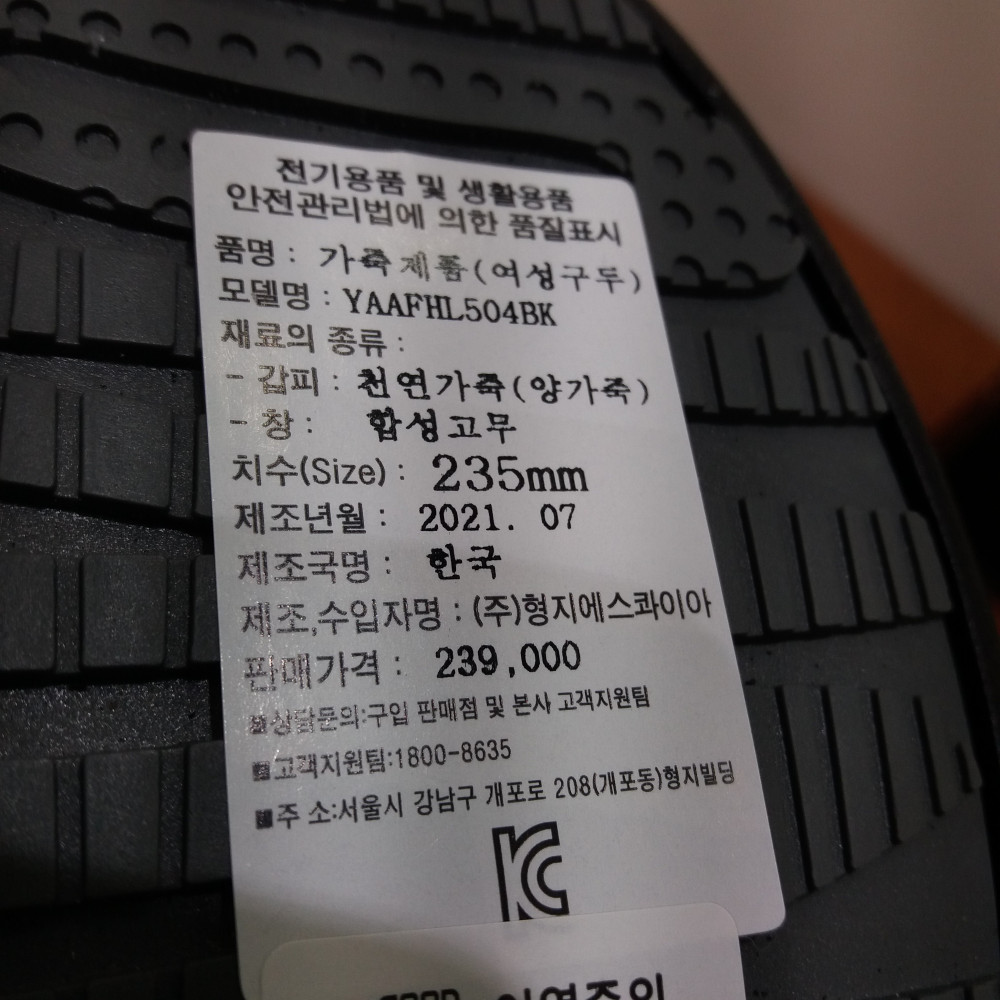 전기용품 및 생활용품
안전관리법에 의한 품질표시
품명 : 가죽제품(여성구두)
모델명 : YAAFHL504BK
재료의 종류 :
- 갑피 : 천연가죽(양가죽)
- 창 : 합성고무
치수(Size) : 235mm
제조년월 : 2021. 07
제조국명 : 한국
제조,수입자명 : (주)형지에스콰이아
판매가격 : 239,000
■상담문의:구입 판매점 및 본사 고객지원팀
■고객지원팀:1800-8635
■주 소:서울시 강남구 개포로 208(개포동)형지빌딩
KC